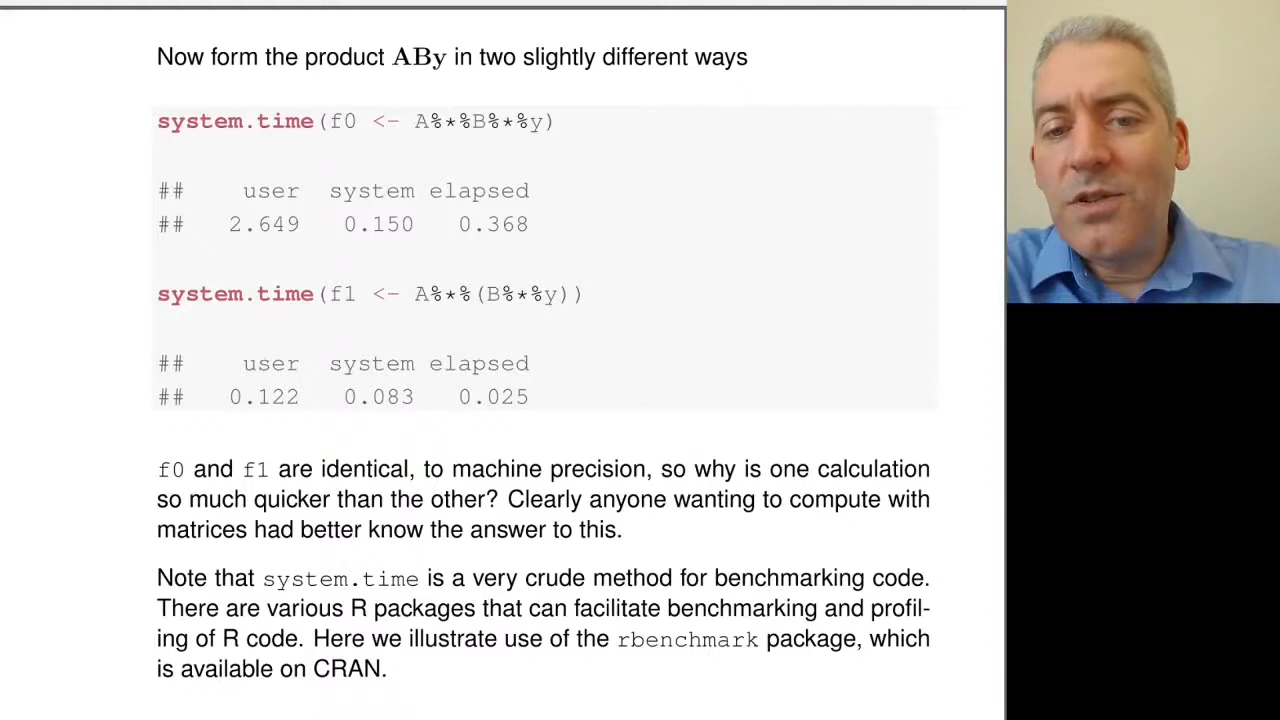 Now form the product ABy in two slightly different ways
system.time(f0 <- A%*%B%*%y)
## user system elapsed
## 2.649 0.150 0.368
system.time(f1 <- A%*%(B%*%y))
## user system elapsed
## 0.122 0.083 0.025
f0 and f1 are identical, to machine precision, so why is one calculation
so much quicker than the other? Clearly anyone wanting to compute with
matrices had better know the answer to this.
Note that system.time is a very crude method for benchmarking code.
There are various R packages that can facilitate benchmarking and profil-
ing of R code. Here we illustrate use of the rbenchmark package, which
is available on CRAN.